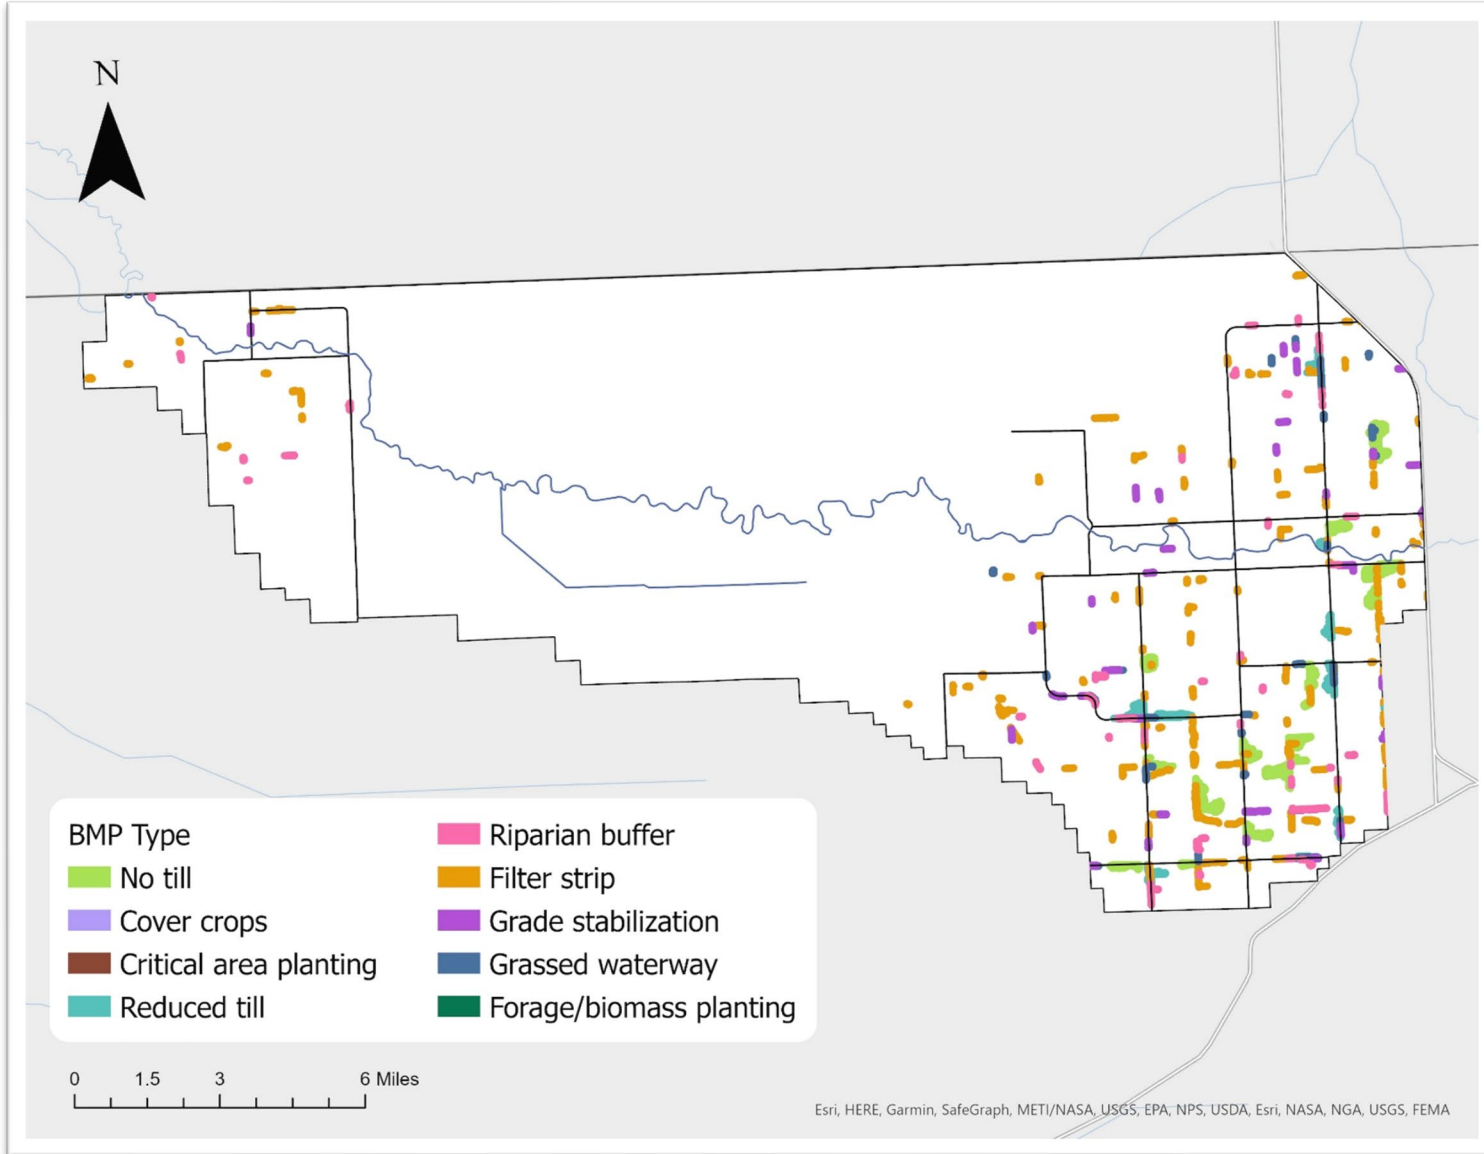 N
BMP Type
No till
Cover crops
Critical area planting
Reduced till
Riparian buffer
Filter strip
Grade stabilization
Grassed waterway
Forage/biomass planting
0 1.5 3 6 Miles
Esri, HERE, Garmin, SafeGraph, METI/NASA, USGS, EPA, NPS, USDA, Esri, NASA, NGA, USGS, FEMA